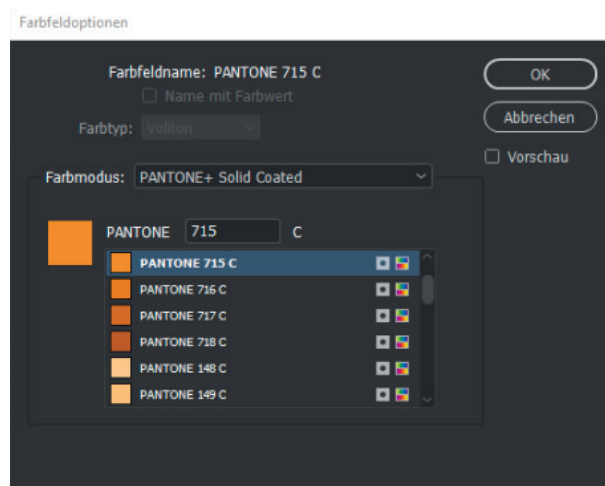 Farbfeldoptionen
Farbfeldname: PANTONE 715 C
Name mit Farbwert
Farbtyp: Vollton
OK
Abbrechen
Vorschau
Farbmodus: PANTONE+ Solid Coated
PANTONE 715 C
PANTONE 715 C
PANTONE 716 C
PANTONE 717 C
PANTONE 718 C
PANTONE 148 C
PANTONE 149 C